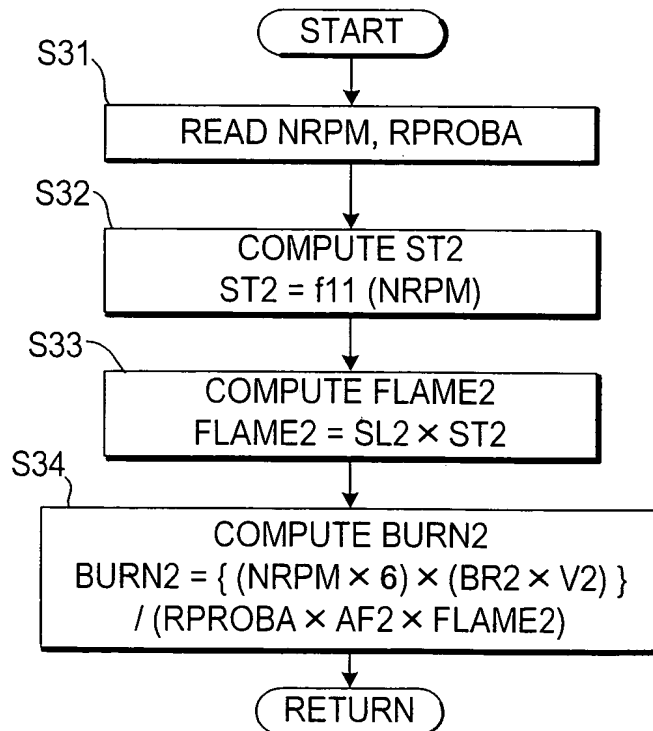 START
S31
READ NRPM, RPROBA
S32
COMPUTE ST2
ST2 = f11 (NRPM)
S33
COMPUTE FLAME2
FLAME2 = SL2 × ST2
S34
COMPUTE BURN2
BURN2 = { (NRPM × 6) × (BR2 × V2) }
/ (RPROBA × AF2 × FLAME2)
RETURN